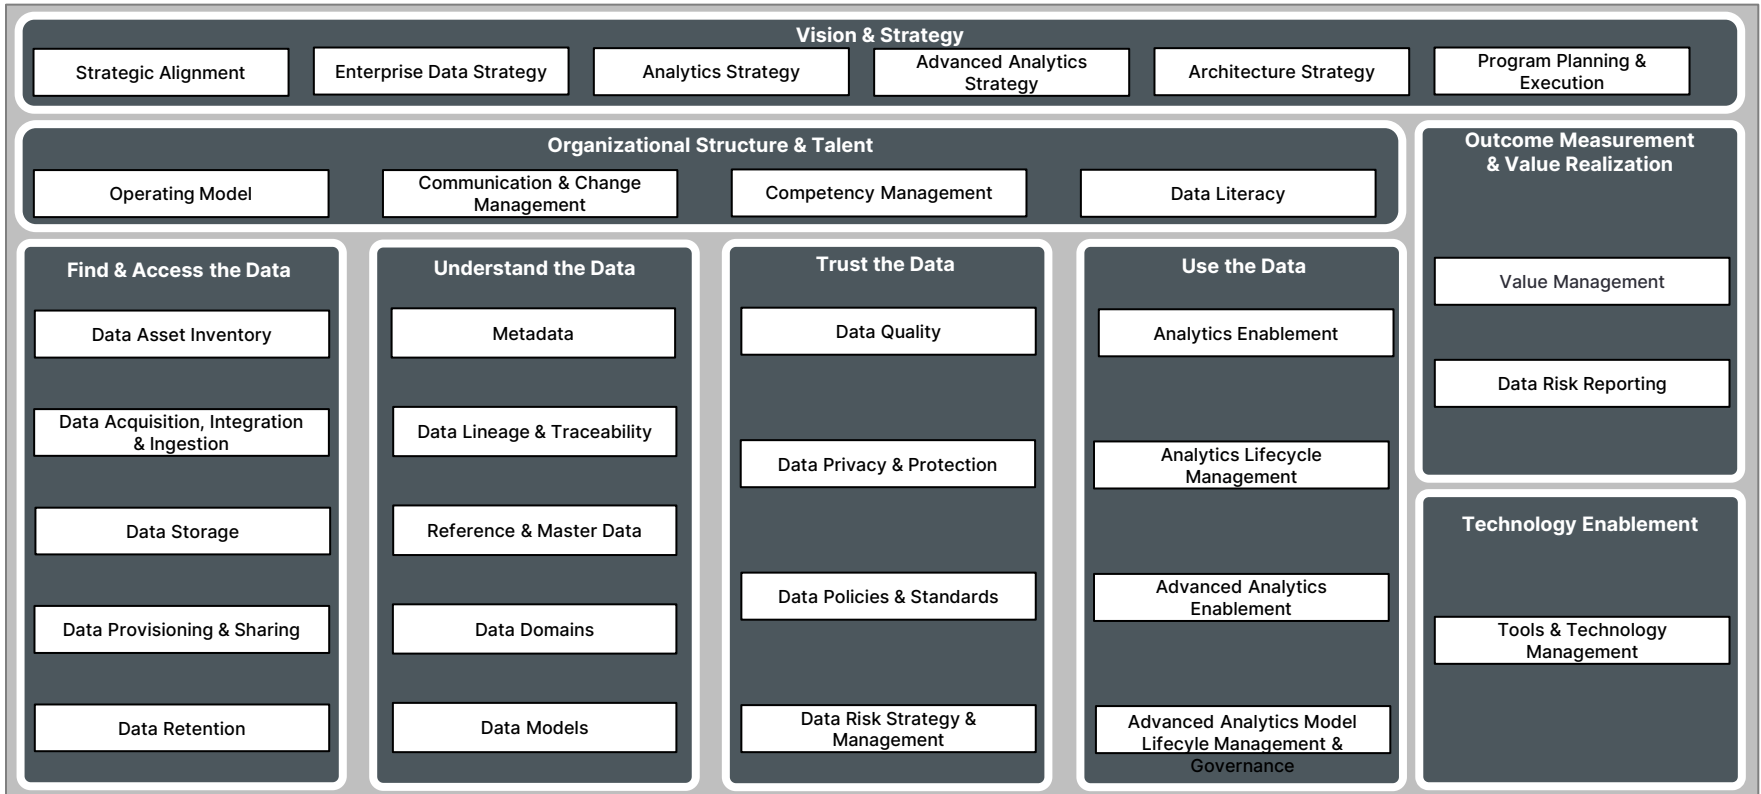 Vision & Strategy
Strategic Alignment
Enterprise Data Strategy
Analytics Strategy
Advanced Analytics
Strategy
Architecture Strategy
Program Planning &
Execution
Organizational Structure & Talent
Operating Model
Communication & Change
Management
Competency Management
Data Literacy
Outcome Measurement
& Value Realization
Value Management
Data Risk Reporting
Find & Access the Data
Data Asset Inventory
Data Acquisition, Integration
& Ingestion
Data Storage
Data Provisioning & Sharing
Data Retention
Understand the Data
Metadata
Data Lineage & Traceability
Reference & Master Data
Data Domains
Data Models
Trust the Data
Data Quality
Data Privacy & Protection
Data Policies & Standards
Data Risk Strategy &
Management
Use the Data
Analytics Enablement
Analytics Lifecycle
Management
Advanced Analytics
Enablement
Advanced Analytics Model
Lifecyle Management &
Governance
Technology Enablement
Tools & Technology
Management